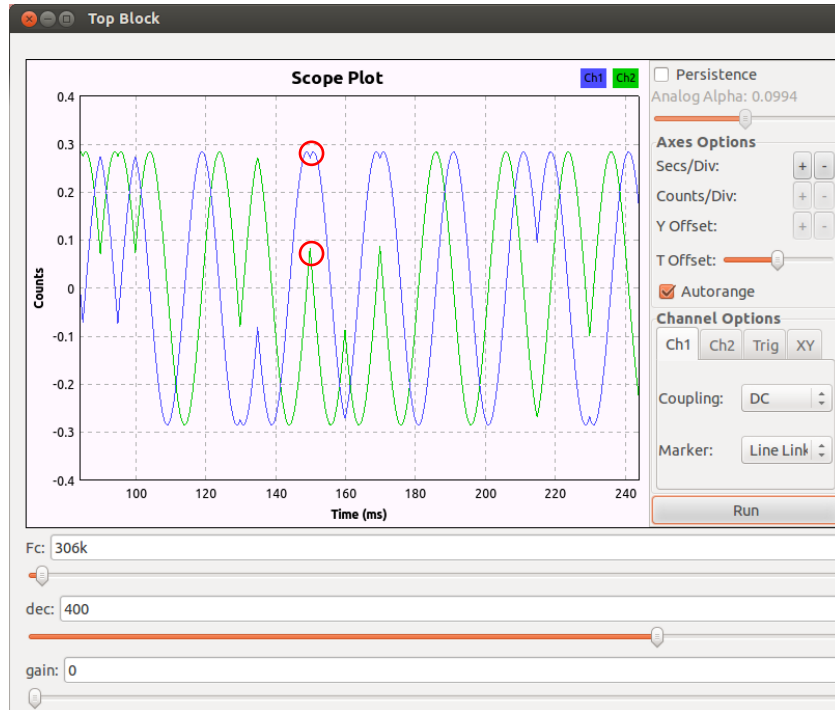 Top Block
Scope Plot
Ch1 Ch2
0.4
0.3
0.2
0.1
0
-0.1
-0.2
-0.3
-0.4
Counts
100 120 140 160 180 200 220 240
Time (ms)
Persistence
Analog Alpha: 0.0994
Axes Options
Secs/Div: + -
Counts/Div: + -
Y Offset: + -
T Offset:
Autorange
Channel Options
Ch1 Ch2 Trig XY
Coupling: DC
Marker: Line Link
Run
Fc: 306k
dec: 400
gain: 0